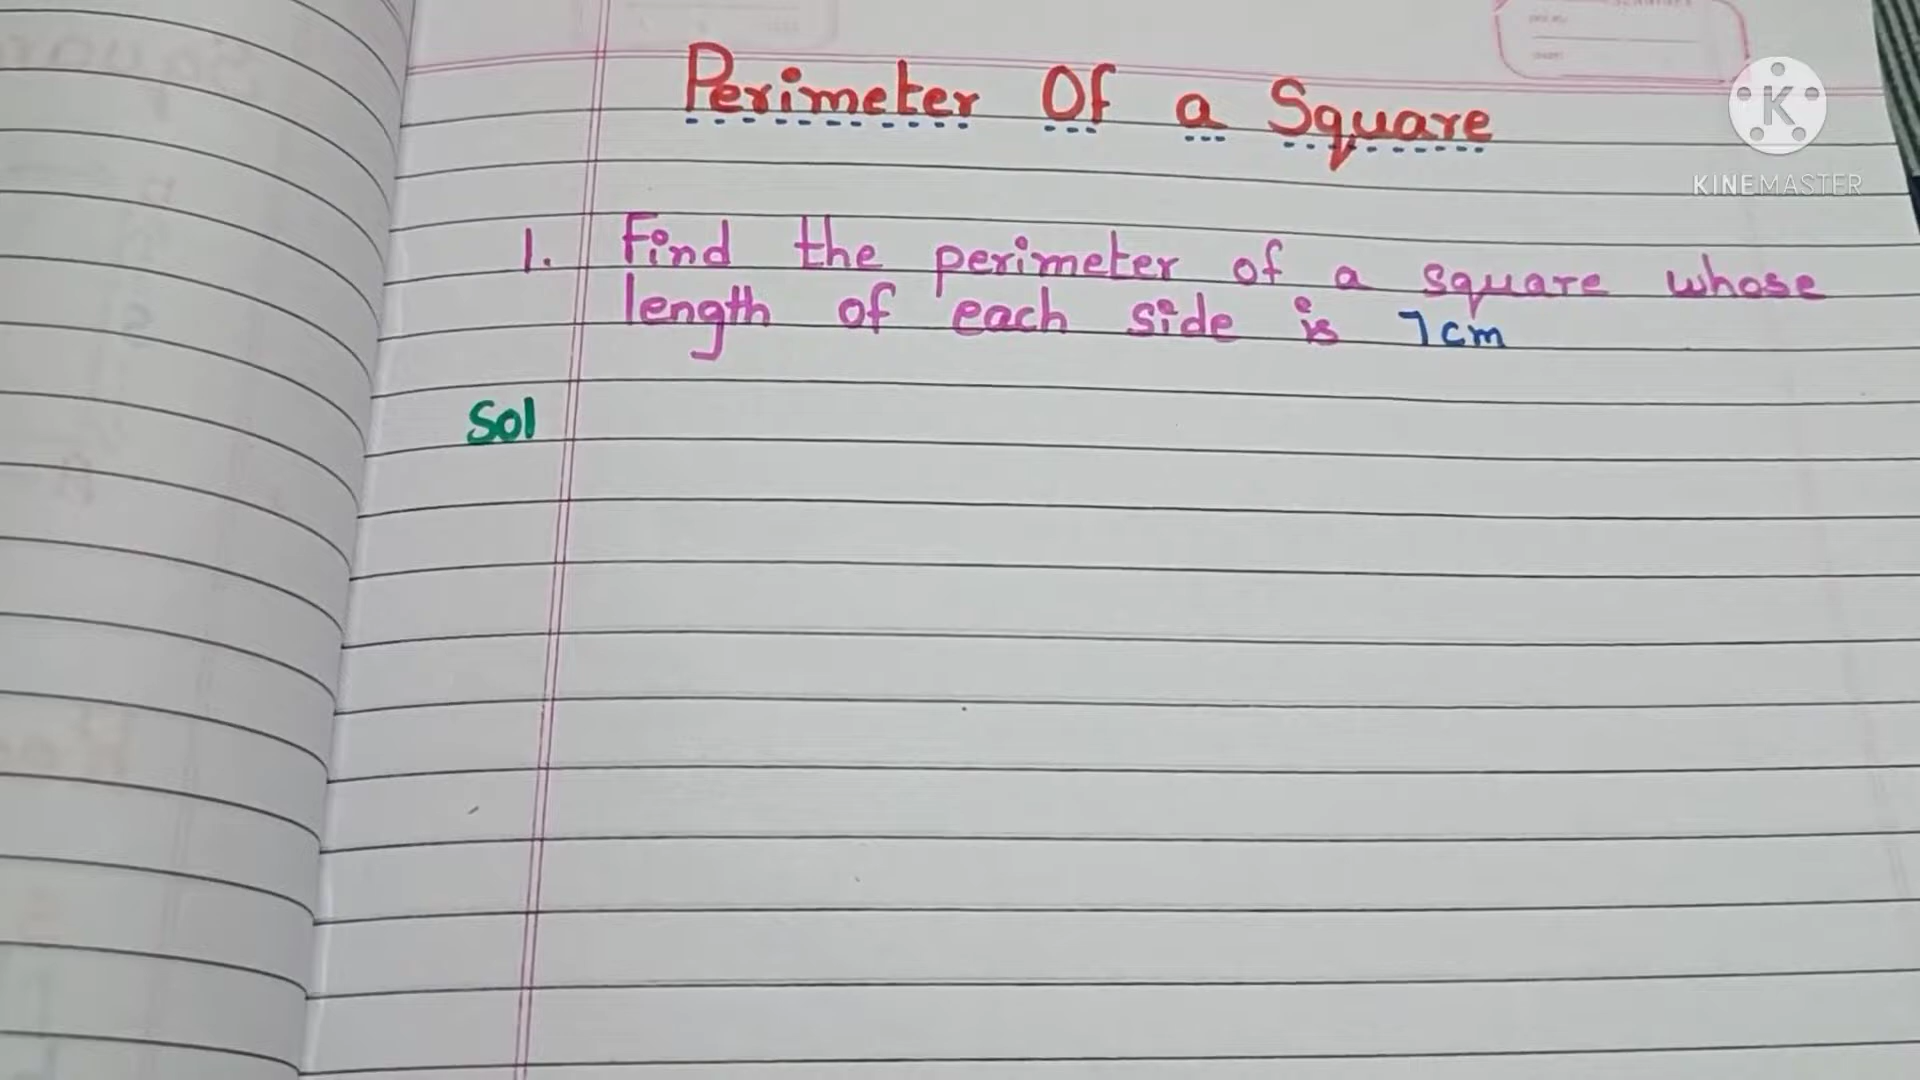 Perimeter Of a Square
K
KINEMASTER
1. Find the perimeter of a square whose
length of each side is 7cm
Sol